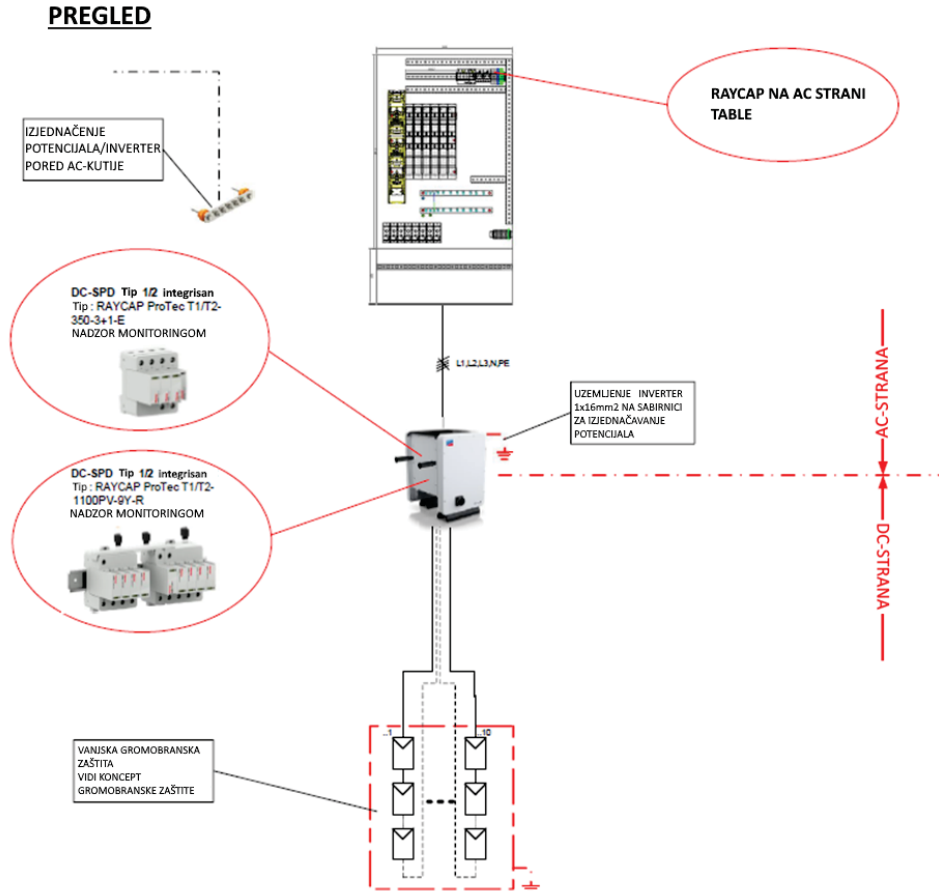 PREGLED
RAYCAP NA AC STRANI
TABLE
IZJEDNAČENJE
POTENCIJALA/INVERTER
PORED AC-KUTIJE
DC-SPD Tip 1/2 integrisan
Tip : RAYCAP ProTec T1/T2-
350-3+1-E
NADZOR MONITORINGOM
L1,L2,L3,N,PE
UZEMLJENJE INVERTER
1x16mm2 NA SABIRNICI
ZA IZJEDNAČAVANJE
POTENCIJALA
AC-STRANA
DC-SPD Tip 1/2 integrisan
Tip : RAYCAP ProTec T1/T2-
1100PV-9Y-R
NADZOR MONITORINGOM
DC-STRANA
..1
..10
VANJSKA GROMOBRANSKA
ZAŠTITA
VIDI KONCEPT
GROMOBRANSKE ZAŠTITE